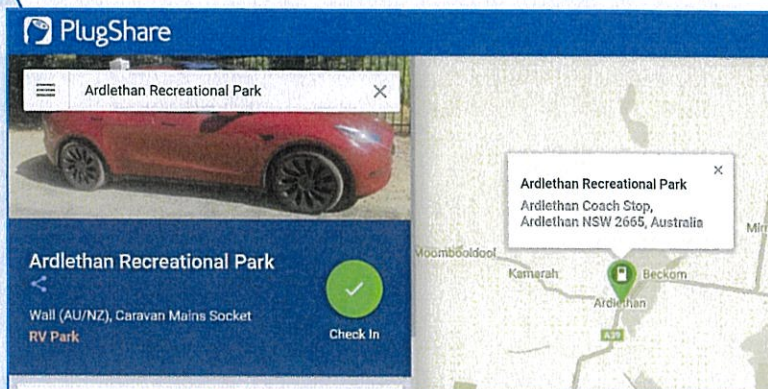 PlugShare
Ardlethan Recreational Park
Ardlethan Recreational Park
Ardlethan Coach Stop,
Ardlethan NSW 2665, Australia
Ardlethan Recreational Park
Wall (AU/NZ), Caravan Mains Socket
RV Park
Check In
Moombooldool
Kamarah
Beckom
Ardlethan
A39